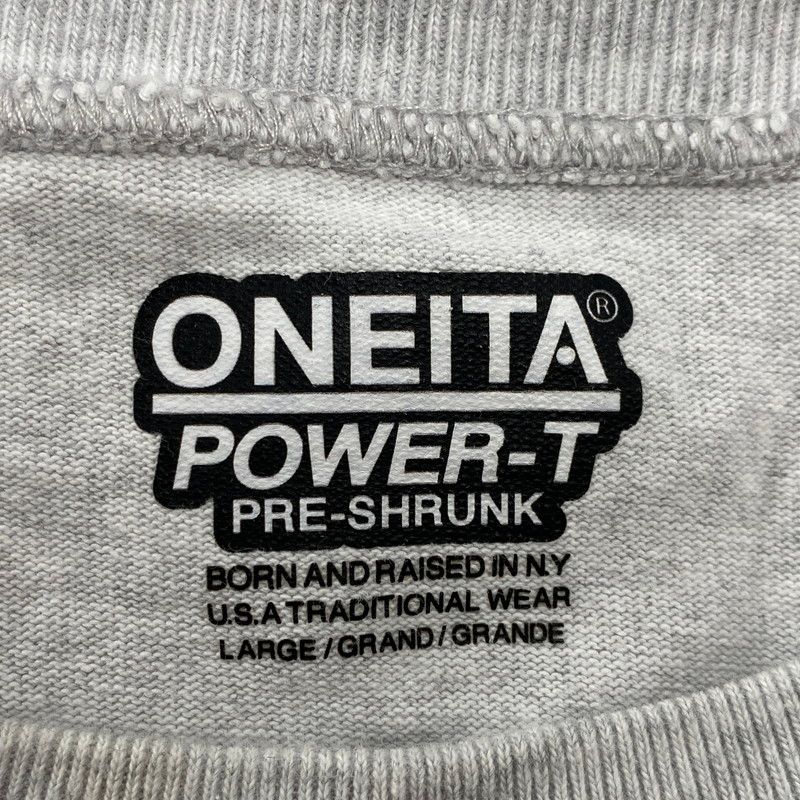 ONEITA®
POWER-T
PRE-SHRUNK
BORN AND RAISED IN N.Y
U.S.A TRADITIONAL WEAR
LARGE / GRAND / GRANDE